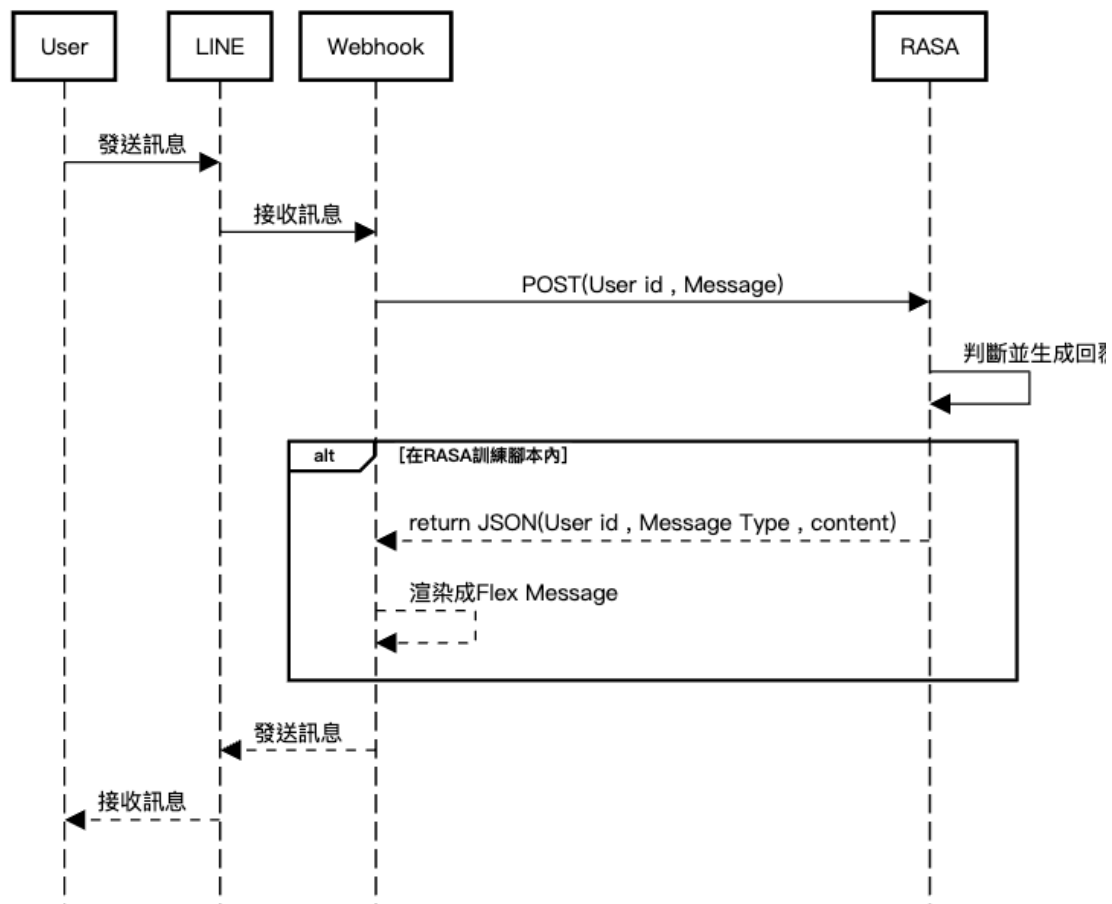 User
LINE
Webhook
RASA
發送訊息
接收訊息
POST(User id , Message)
判斷並生成回
alt
[在RASA訓練腳本內]
return JSON(User id , Message Type , content)
渲染成Flex Message
發送訊息
接收訊息